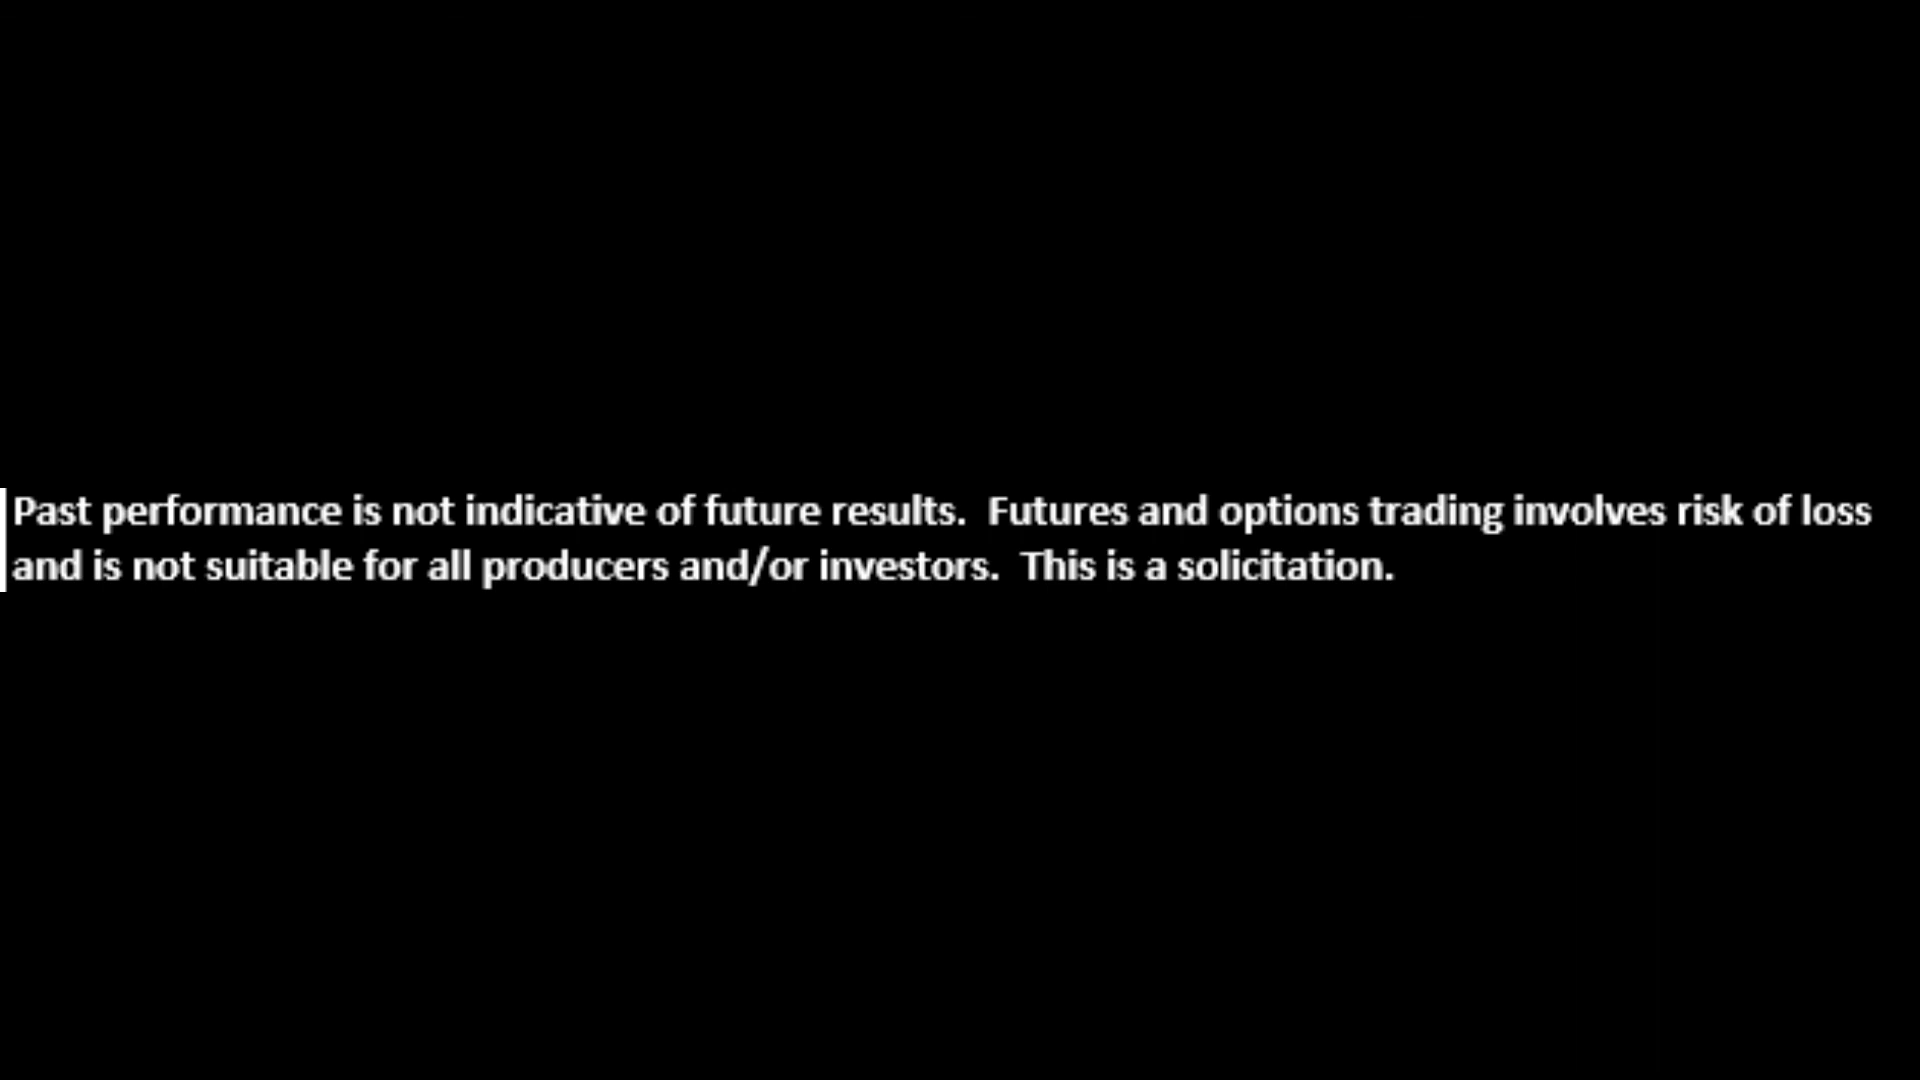 Past performance is not indicative of future results.  Futures and options trading involves risk of loss
and is not suitable for all producers and/or investors.  This is a solicitation.